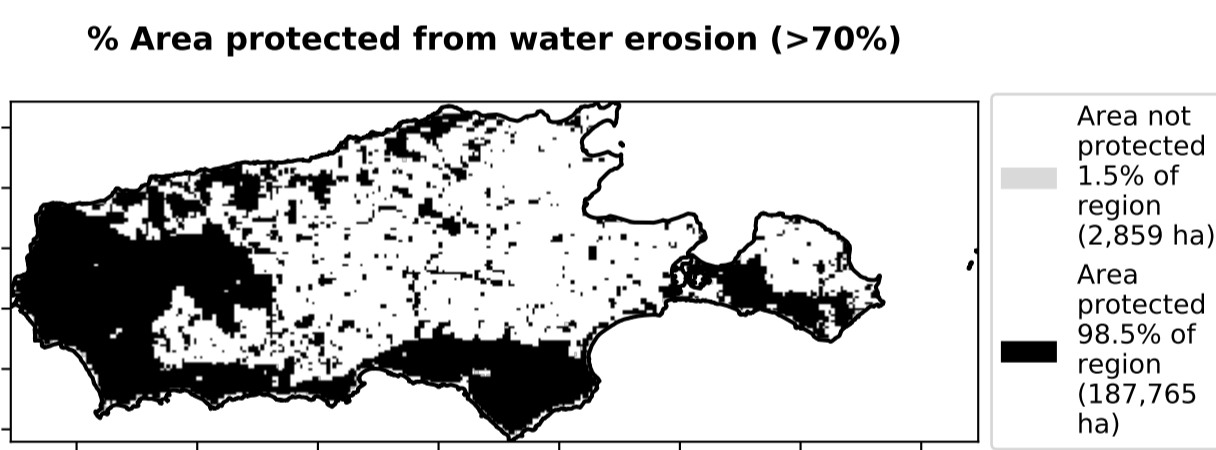 % Area protected from water erosion (>70%)
Area not
protected
1.5% of
region
(2,859 ha)
Area
protected
98.5% of
region
(187,765
ha)